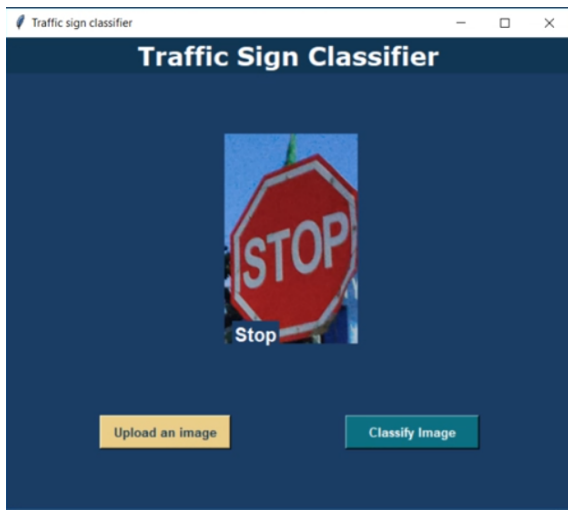 Traffic sign classifier
Traffic Sign Classifier
STOP
Stop
Upload an image
Classify Image